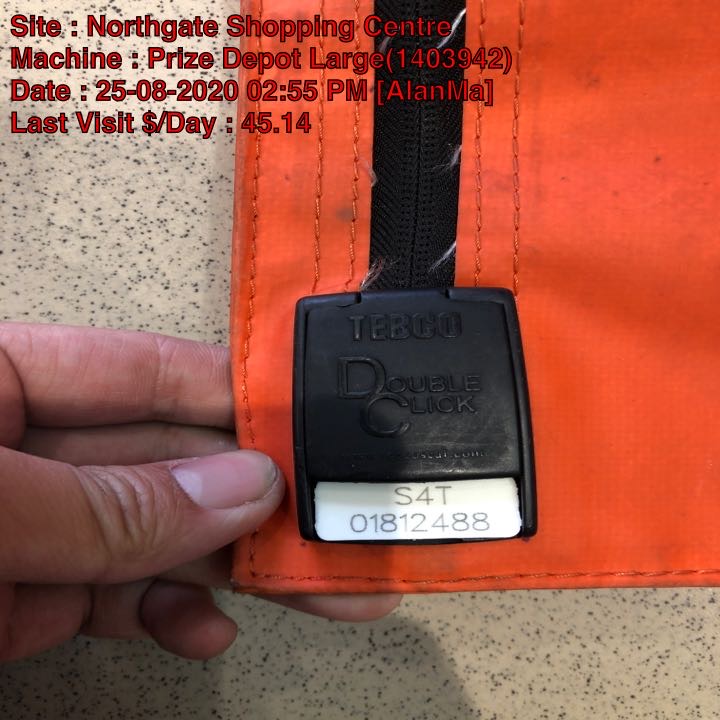 Site : Northgate Shopping Centre
Machine : Prize Depot Large(1403942)
Date : 25-08-2020 02:55 PM [AlanMa]
Last Visit $/Day : 45.14
TEBCO
DOUBLE
CLICK
S4T
01812488